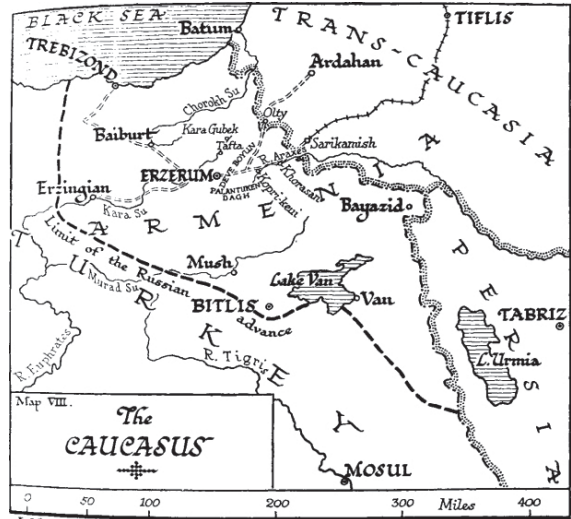 BLACK SEA
TREBIZOND
Batum
TRANS-CAUCASIA
TIFLIS
Ardahan
Chorokh Su
Olty
Kara Gubek
Baiburt
Tafta
Sarikamish
DEVE BOYUN
R. Araxes
Khorasan
Kopri-keui
ERZERUM
PALANTUKEN
DAGH
Erzingian
Kara Su
ARMENIA
Bayazid
Limit of the Russian advance
Mush
Murad Su
Lake Van
Van
BITLIS
TURKEY
PERSIA
TABRIZ
L. Urmia
R. Euphrates
R. Tigris
Map VIII.
The
CAUCASUS
MOSUL
0 50 100 200 300 Miles 400